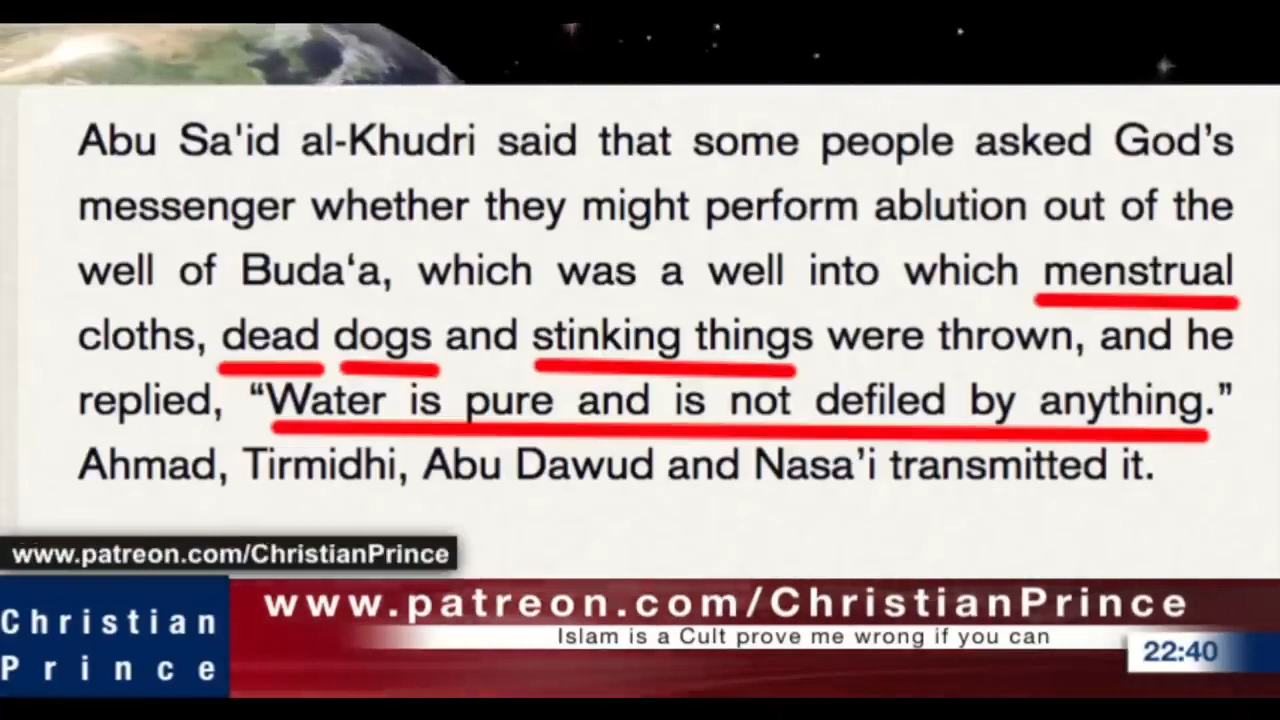 Abu Sa'id al-Khudri said that some people asked God's
messenger whether they might perform ablution out of the
well of Buda‘a, which was a well into which menstrual
cloths, dead dogs and stinking things were thrown, and he
replied, “Water is pure and is not defiled by anything.”
Ahmad, Tirmidhi, Abu Dawud and Nasa’i transmitted it.
www.patreon.com/ChristianPrince
Christian
Prince
www.patreon.com/ChristianPrince
Islam is a Cult prove me wrong if you can
22:40